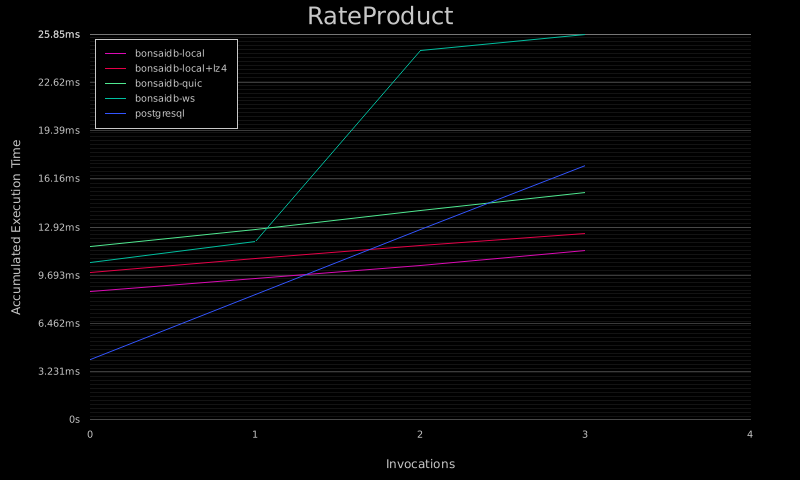 RateProduct
25.85ms
bonsaidb-local
bonsaidb-local+lz4
bonsaidb-quic
bonsaidb-ws
postgresql
22.62ms
19.39ms
16.16ms
12.92ms
9.693ms
6.462ms
3.231ms
0s
Accumulated Execution Time
0 1 2 3 4
Invocations